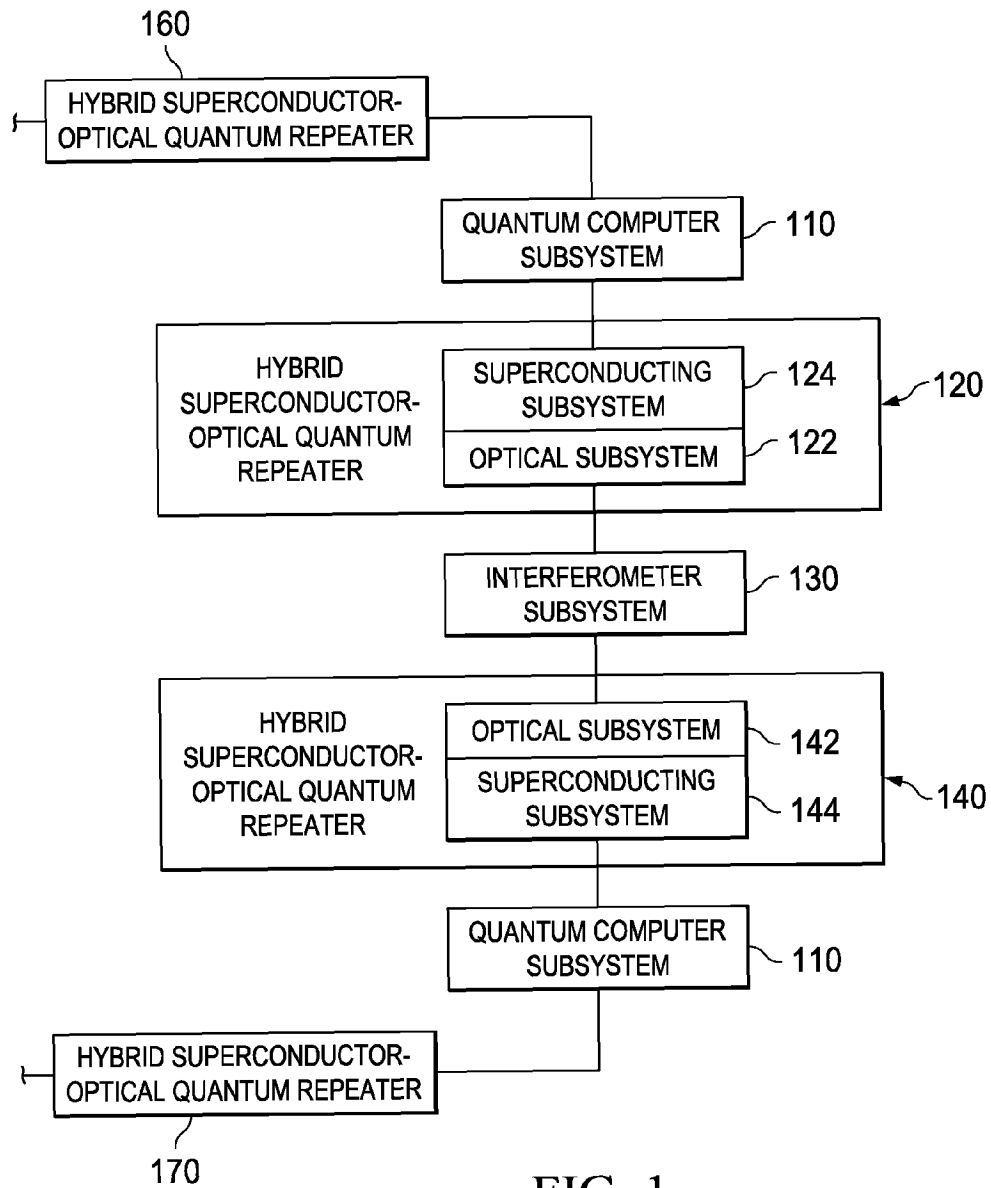 160
HYBRID SUPERCONDUCTOR-
OPTICAL QUANTUM REPEATER
QUANTUM COMPUTER
SUBSYSTEM
110
HYBRID
SUPERCONDUCTOR-
OPTICAL QUANTUM
REPEATER
SUPERCONDUCTING
SUBSYSTEM
124
OPTICAL SUBSYSTEM
122
120
INTERFEROMETER
SUBSYSTEM
130
HYBRID
SUPERCONDUCTOR-
OPTICAL QUANTUM
REPEATER
OPTICAL SUBSYSTEM
142
SUPERCONDUCTING
SUBSYSTEM
144
140
QUANTUM COMPUTER
SUBSYSTEM
110
HYBRID SUPERCONDUCTOR-
OPTICAL QUANTUM REPEATER
170
FIG. 1